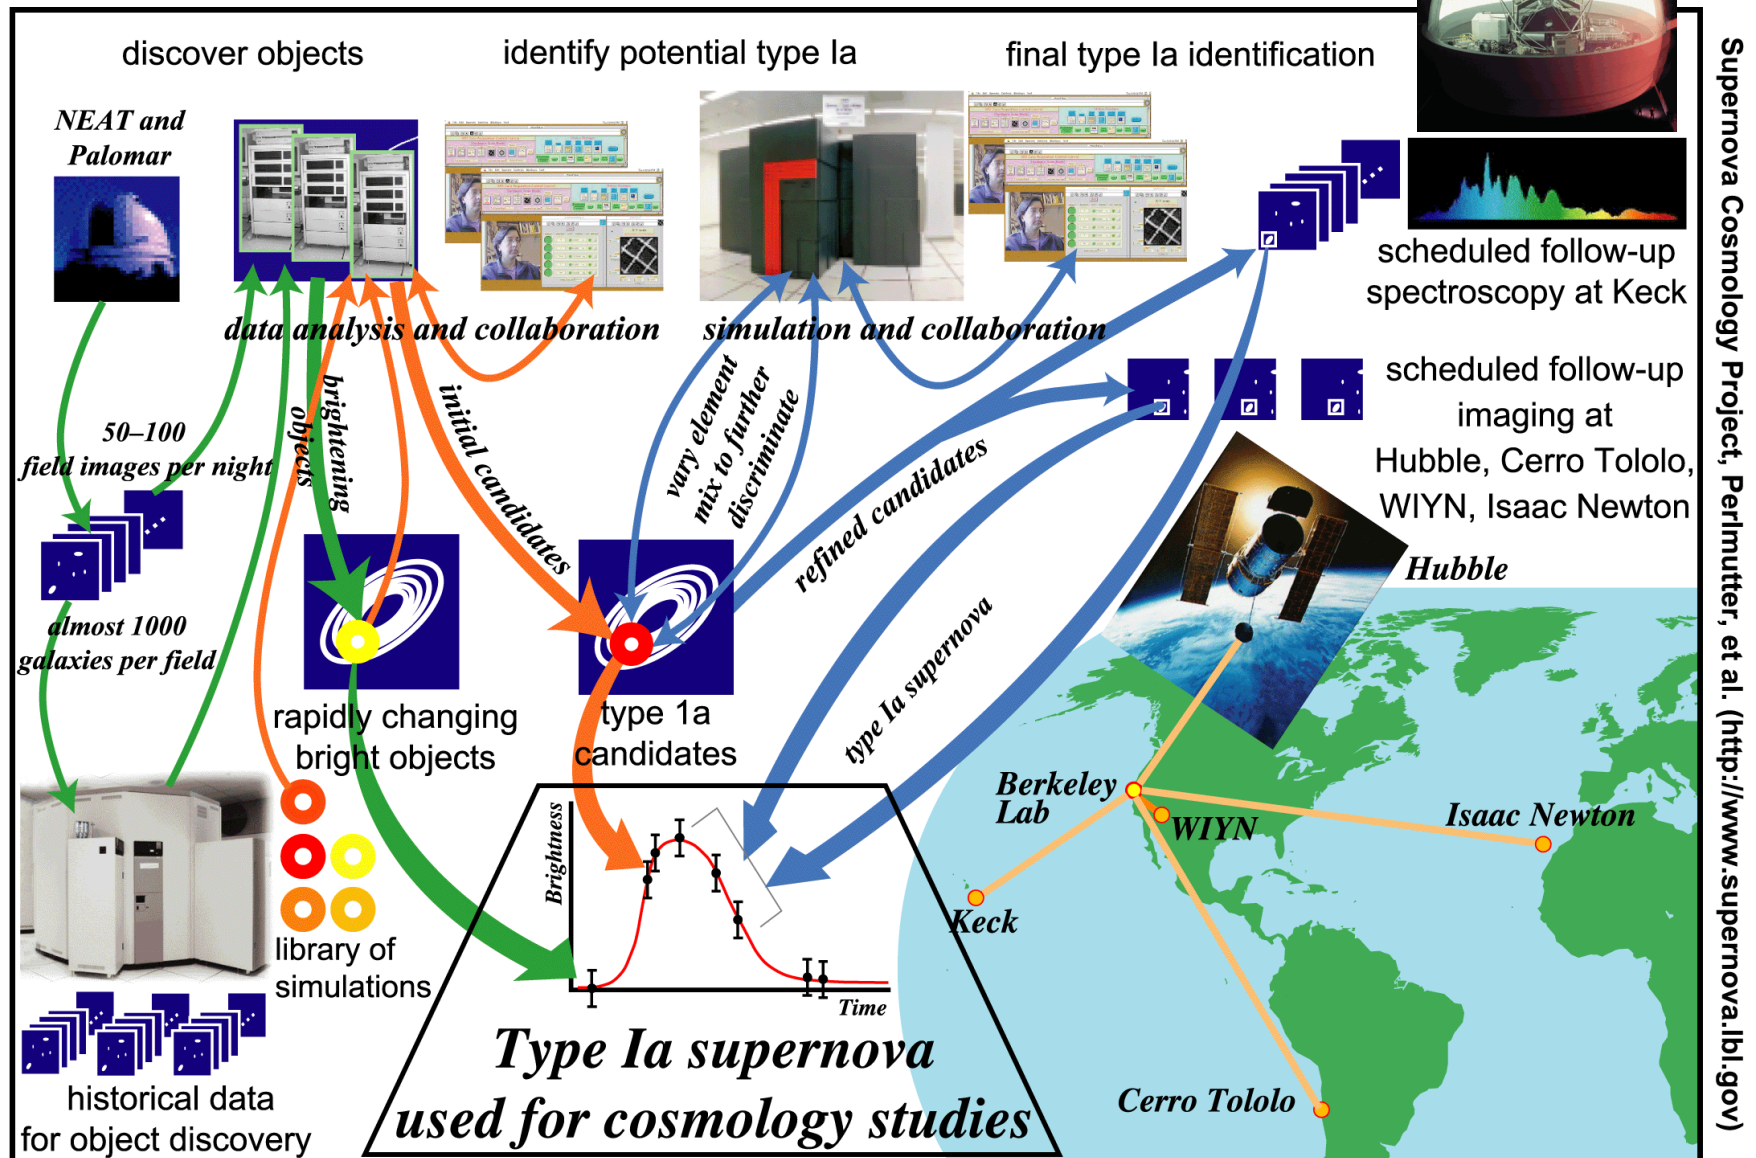 discover objects
identify potential type Ia
final type Ia identification
NEAT and
Palomar
data analysis and collaboration
simulation and collaboration
scheduled follow-up
spectroscopy at Keck
scheduled follow-up
imaging at
Hubble, Cerro Tololo,
WIYN, Isaac Newton
50–100
field images per night
almost 1000
galaxies per field
brightening
objects
initial candidates
vary element
mix to further
discriminate
refined candidates
type Ia supernova
Hubble
rapidly changing
bright objects
type 1a
candidates
library of
simulations
historical data
for object discovery
Brightness
Time
Type Ia supernova
used for cosmology studies
Berkeley
Lab
WIYN
Isaac Newton
Keck
Cerro Tololo
Supernova Cosmology Project, Perlmutter, et al. (http://www.supernova.lbl.gov)